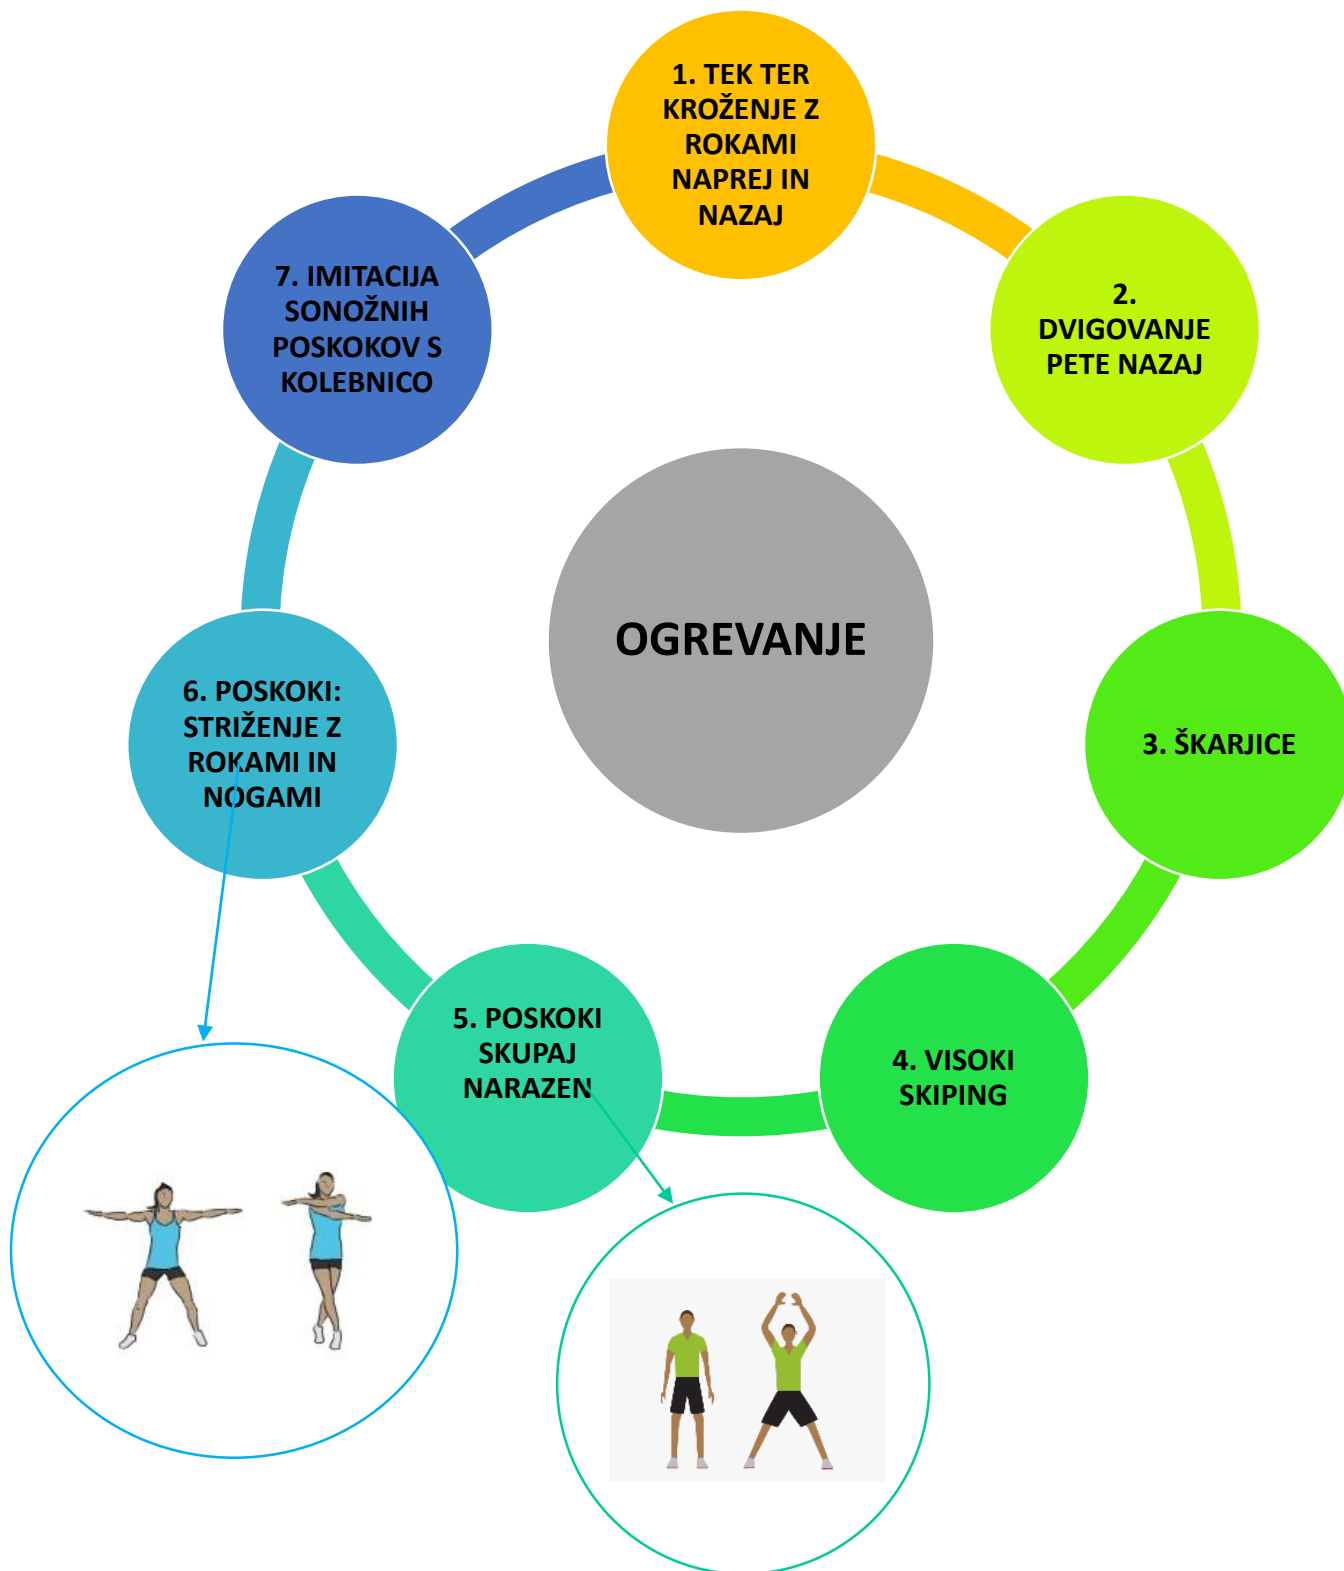 1. TEK TER
KROŽENJE Z
ROKAMI
NAPREJ IN
NAZAJ
2.
DVIGOVANJE
PETE NAZAJ
3. ŠKARJICE
4. VISOKI
SKIPING
5. POSKOKI
SKUPAJ
NARAZEN
6. POSKOKI:
STRIŽENJE Z
ROKAMI IN
NOGAMI
7. IMITACIJA
SONOŽNIH
POSKOKOV S
KOLEBNICO
OGREVANJE